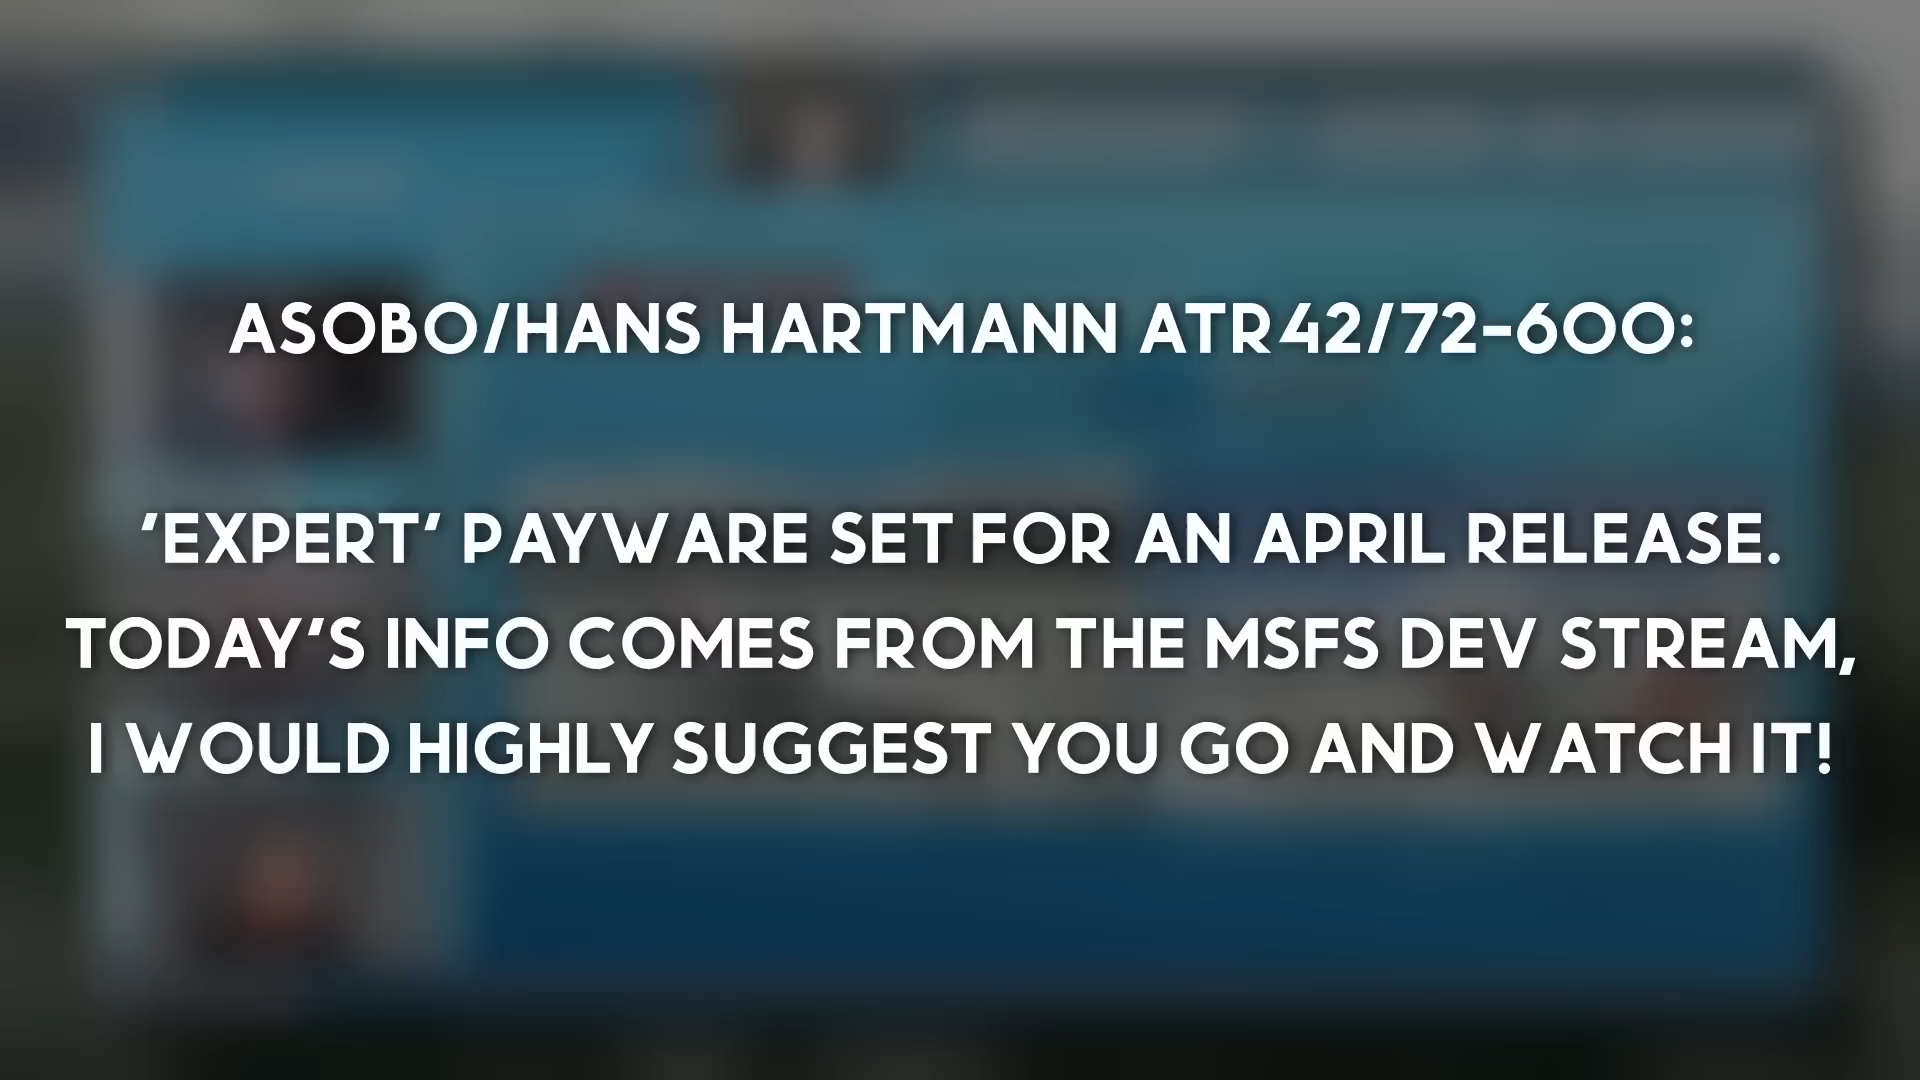 ASOBO/HANS HARTMANN ATR42/72-600:
'EXPERT' PAYWARE SET FOR AN APRIL RELEASE.
TODAY'S INFO COMES FROM THE MSFS DEV STREAM,
I WOULD HIGHLY SUGGEST YOU GO AND WATCH IT!